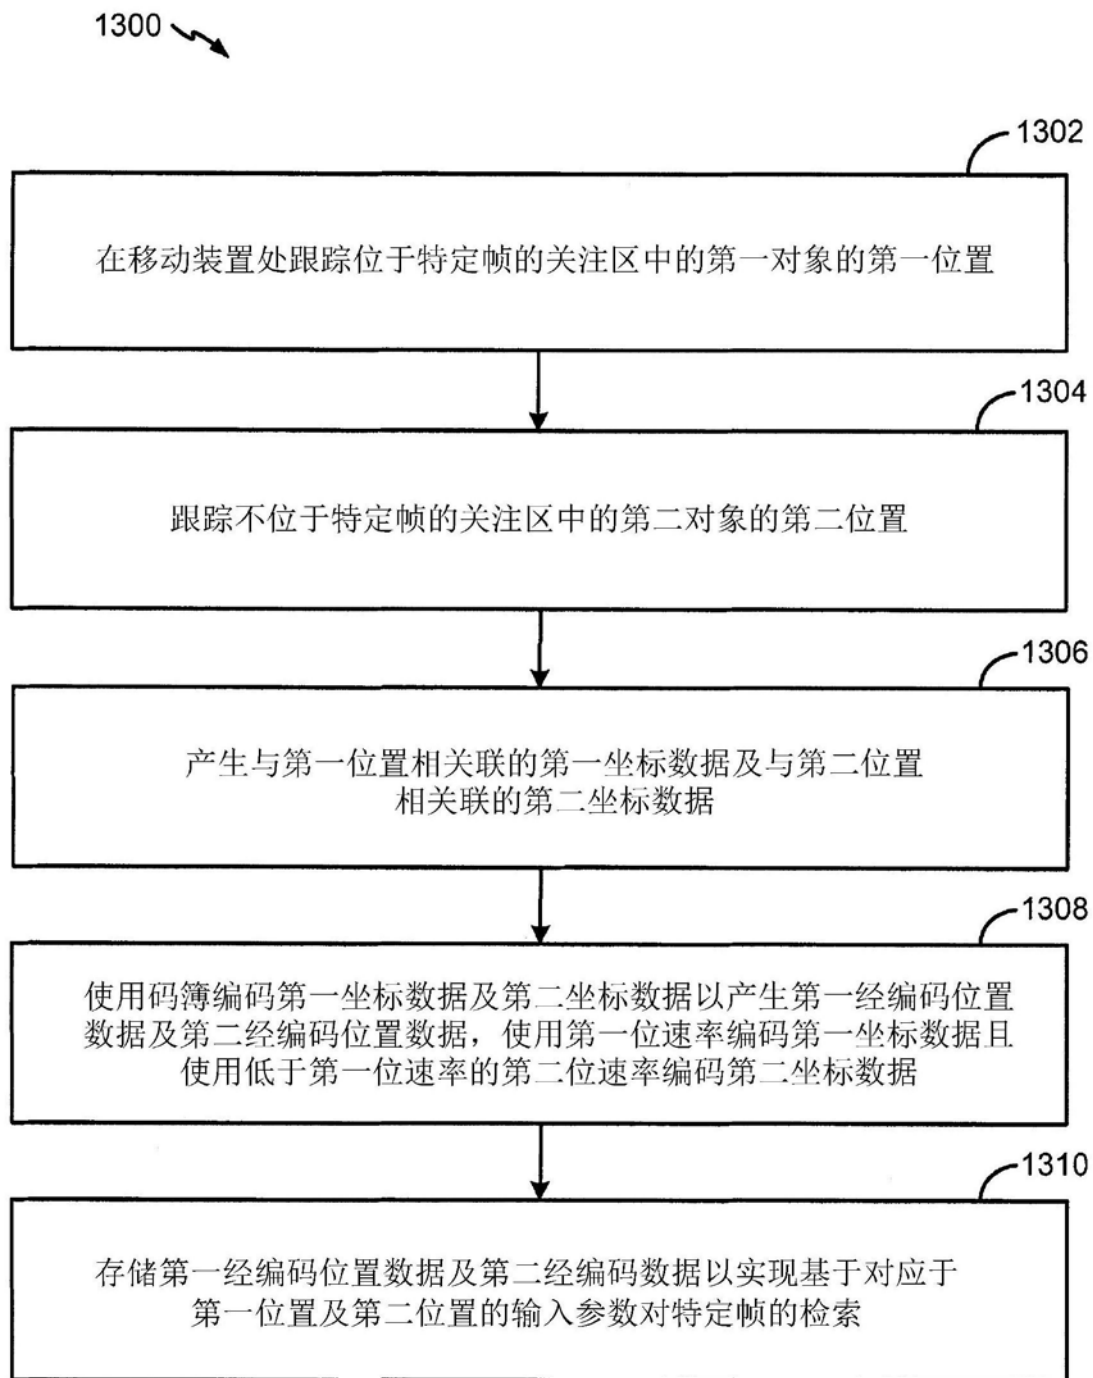 1300
1302
在移动装置处跟踪位于特定帧的关注区中的第一对象的第一位置
1304
跟踪不位于特定帧的关注区中的第二对象的第二位置
1306
产生与第一位置相关联的第一坐标数据及与第二位置
相关联的第二坐标数据
1308
使用码簿编码第一坐标数据及第二坐标数据以产生第一经编码位置
数据及第二经编码位置数据，使用第一位速率编码第一坐标数据且
使用低于第一位速率的第二位速率编码第二坐标数据
1310
存储第一经编码位置数据及第二经编码数据以实现基于对应于
第一位置及第二位置的输入参数对特定帧的检索